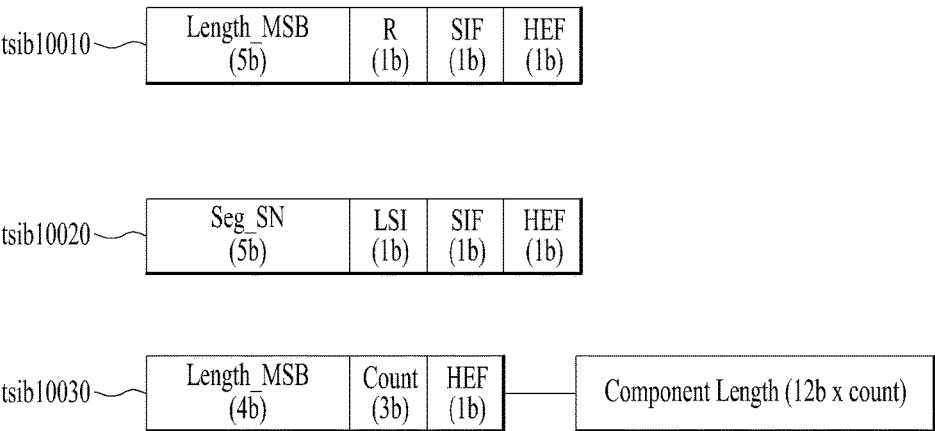 tsib10010
Length_MSB R SIF HEF
(5b) (1b) (1b) (1b)
tsib10020
Seg_SN LSI SIF HEF
(5b) (1b) (1b) (1b)
tsib10030
Length_MSB Count HEF
(4b) (3b) (1b)
Component Length (12b x count)